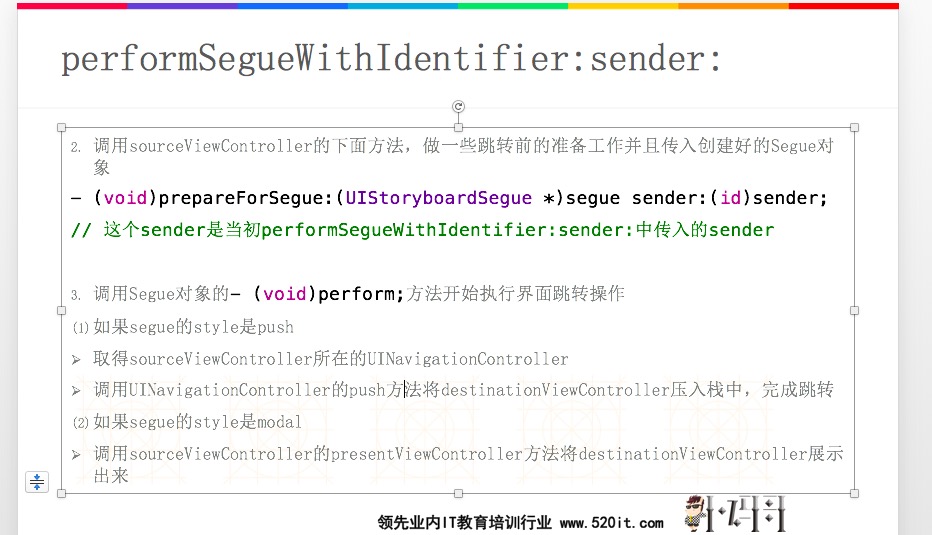 performSegueWithIdentifier:sender:
2. 调用sourceViewController的下面方法，做一些跳转前的准备工作并且传入创建好的Segue对
象
- (void)prepareForSegue:(UIStoryboardSegue *)segue sender:(id)sender;
// 这个sender是当初performSegueWithIdentifier:sender:中传入的sender
3. 调用Segue对象的- (void)perform;方法开始执行界面跳转操作
(1)如果segue的style是push
➢ 取得sourceViewController所在的UINavigationController
➢ 调用UINavigationController的push方法将destinationViewController压入栈中，完成跳转
(2)如果segue的style是modal
➢ 调用sourceViewController的presentViewController方法将destinationViewController展示
出来
领先业内IT教育培训行业 www.520it.com
小码哥